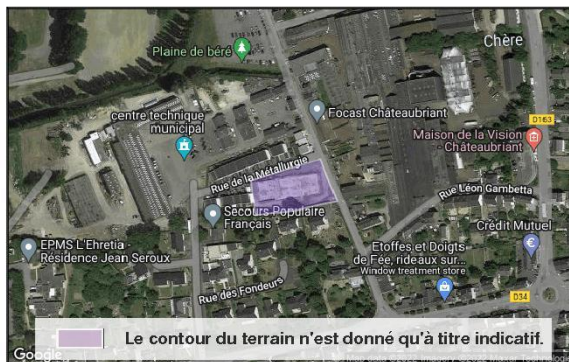 Plaine de béré
Chère
centre technique
municipal
Focast Châteaubriant
D163
Maison de la Vision
- Châteaubriant
Rue de la Métallurgie
Rue Léon Gambetta
Secours Populaire
Français
Crédit Mutuel
EPMS L'Ehretia -
Résidence Jean Seroux
Etoffes et Doigts
de Fée, rideaux sur...
Window treatment store
Rue des Fondeurs
D34
Google
Le contour du terrain n'est donné qu'à titre indicatif.